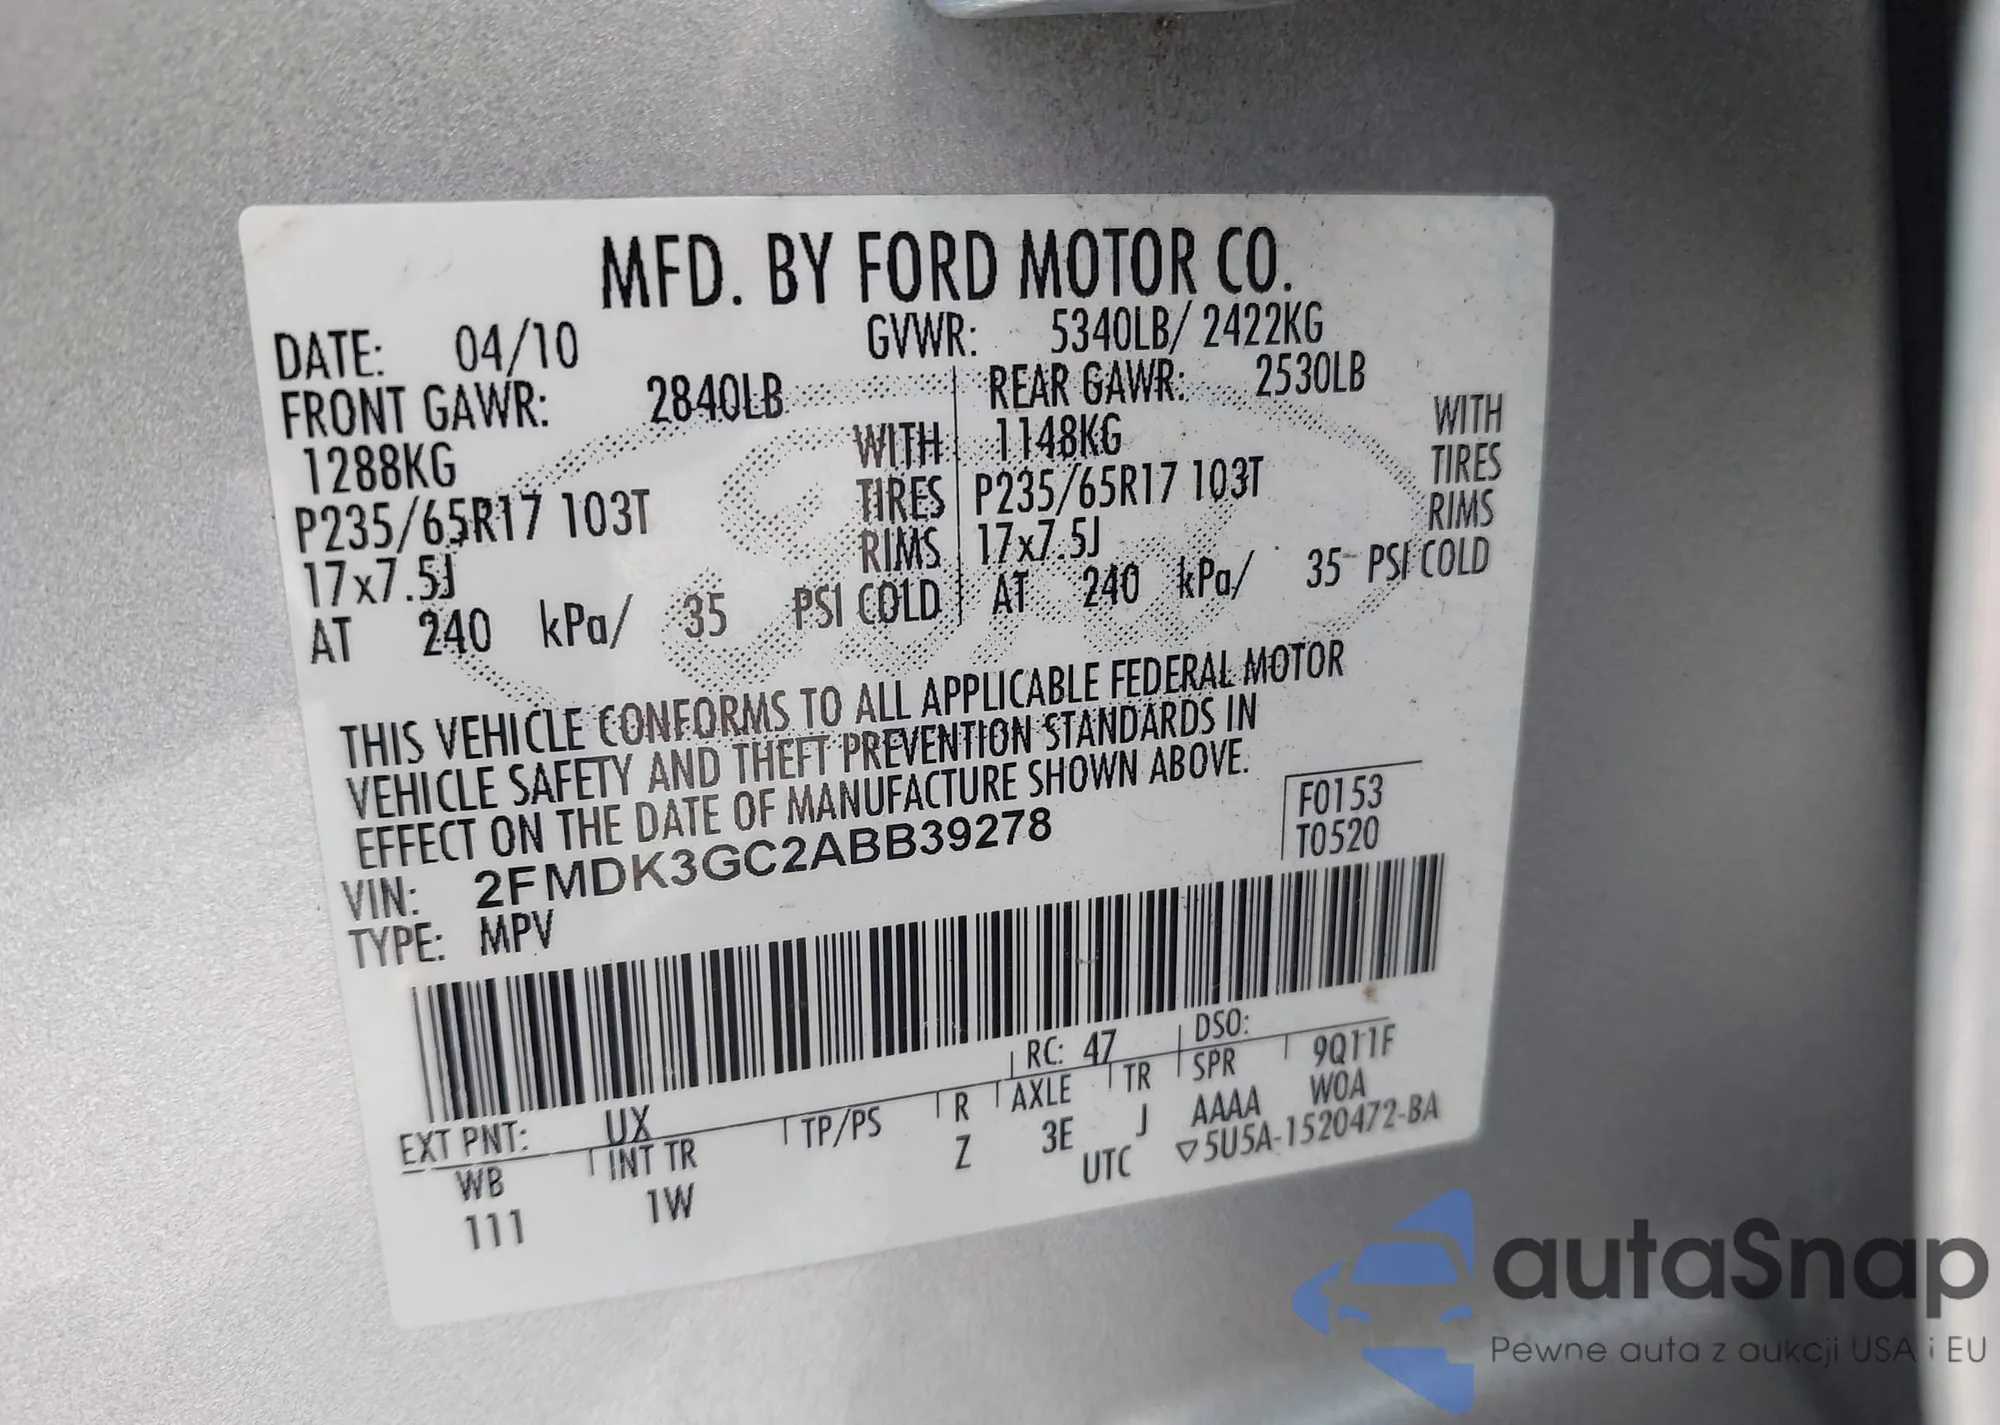 MFD. BY FORD MOTOR CO.
DATE: 04/10 GVWR: 5340LB/ 2422KG
FRONT GAWR: 2840LB REAR GAWR: 2530LB
1288KG WITH 1148KG WITH
P235/65R17 103T TIRES P235/65R17 103T TIRES
17x7.5J RIMS 17x7.5J RIMS
AT 240 kPa/ 35 PSI COLD AT 240 kPa/ 35 PSI COLD
THIS VEHICLE CONFORMS TO ALL APPLICABLE FEDERAL MOTOR
VEHICLE SAFETY AND THEFT PREVENTION STANDARDS IN
EFFECT ON THE DATE OF MANUFACTURE SHOWN ABOVE.
VIN: 2FMDK3GC2ABB39278 F0153
TYPE: MPV T0520
EXT PNT: UX RC: 47 DSO:
WB INT TR TP/PS R AXLE TR SPR 9Q11F
111 1W Z 3E J AAAA W0A
UTC ▽5U5A-1520472-BA
autaSnap
Pewne auta z aukcji USA i EU